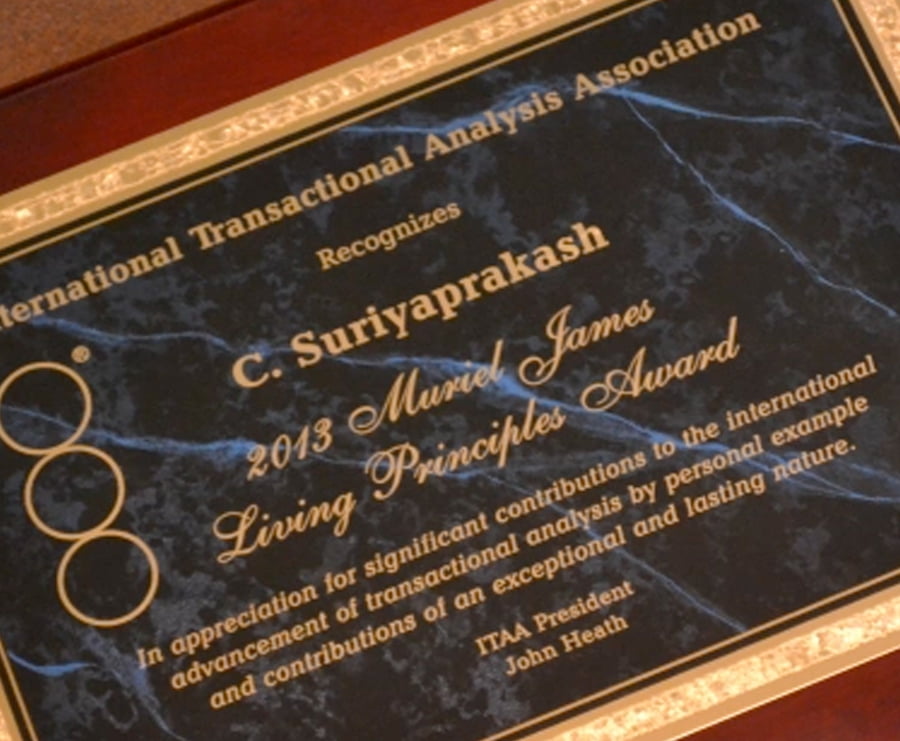 ternational Transactional Analysis Association
Recognizes
C. Suriyaprakash
2013 Muriel James
Living Principles Award
In appreciation for significant contributions to the international
advancement of transactional analysis by personal example
and contributions of an exceptional and lasting nature.
ITAA President
John Heath
®